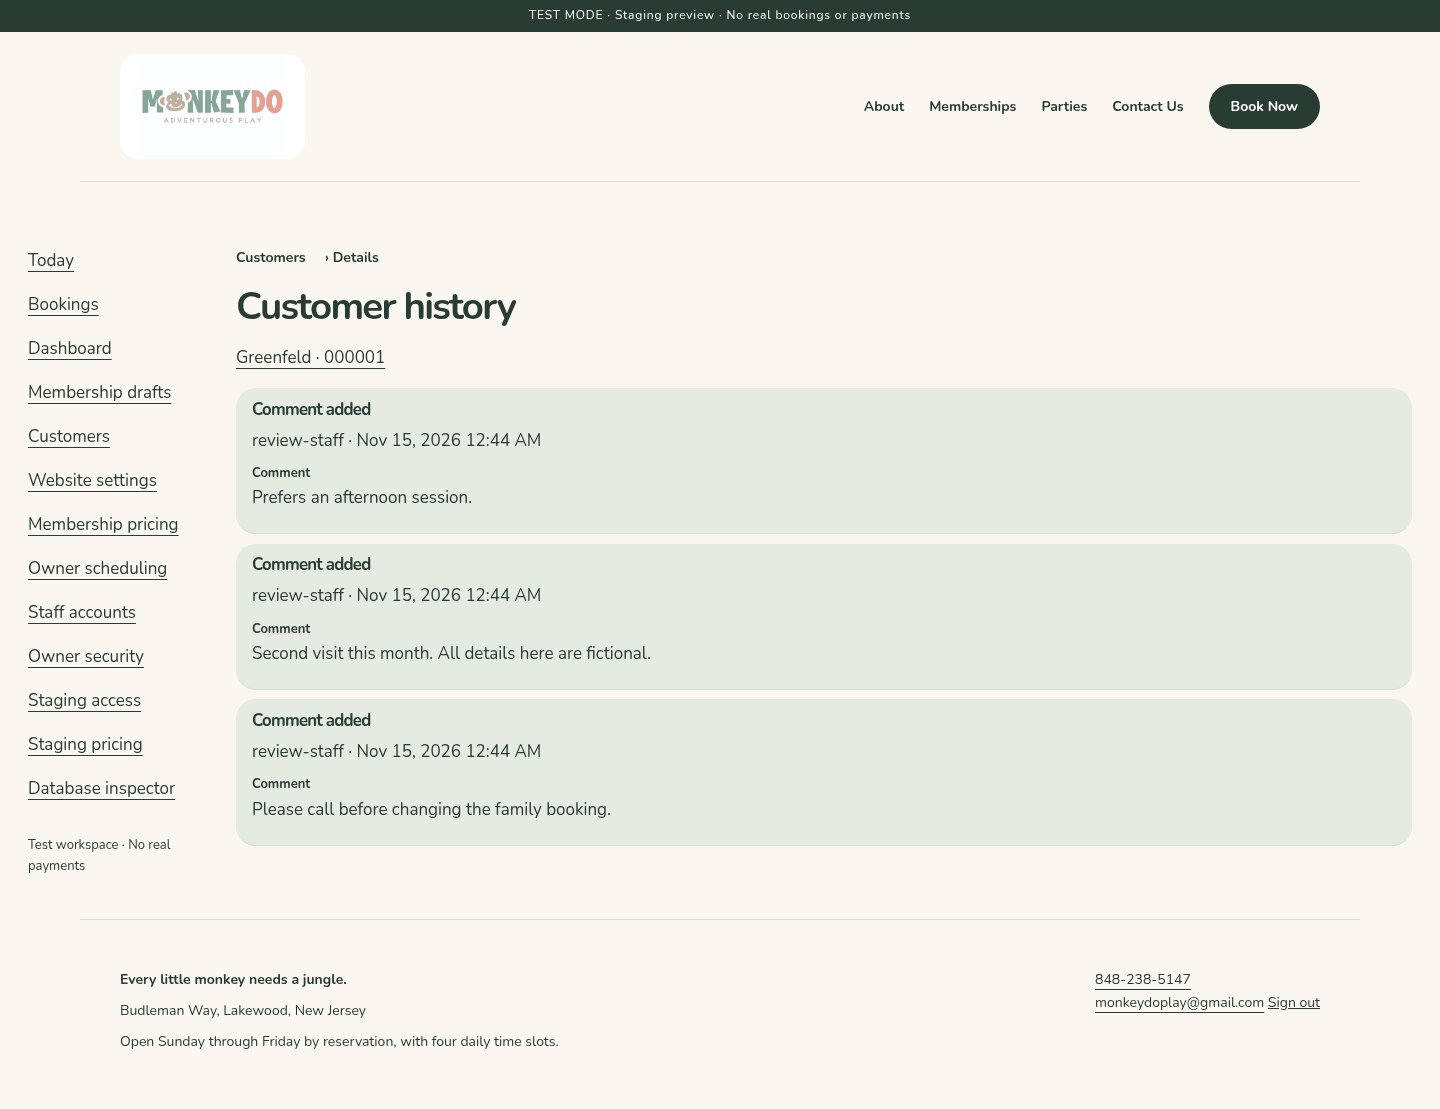 TEST MODE · Staging preview · No real bookings or payments
MONKEYDO
ADVENTUROUS PLAY
About Memberships Parties Contact Us Book Now
Today
Bookings
Dashboard
Membership drafts
Customers
Website settings
Membership pricing
Owner scheduling
Staff accounts
Owner security
Staging access
Staging pricing
Database inspector
Test workspace · No real
payments
Customers › Details
Customer history
Greenfeld · 000001
Comment added
review-staff · Nov 15, 2026 12:44 AM
Comment
Prefers an afternoon session.
Comment added
review-staff · Nov 15, 2026 12:44 AM
Comment
Second visit this month. All details here are fictional.
Comment added
review-staff · Nov 15, 2026 12:44 AM
Comment
Please call before changing the family booking.
Every little monkey needs a jungle.
Budleman Way, Lakewood, New Jersey
Open Sunday through Friday by reservation, with four daily time slots.
848-238-5147
monkeydoplay@gmail.com Sign out